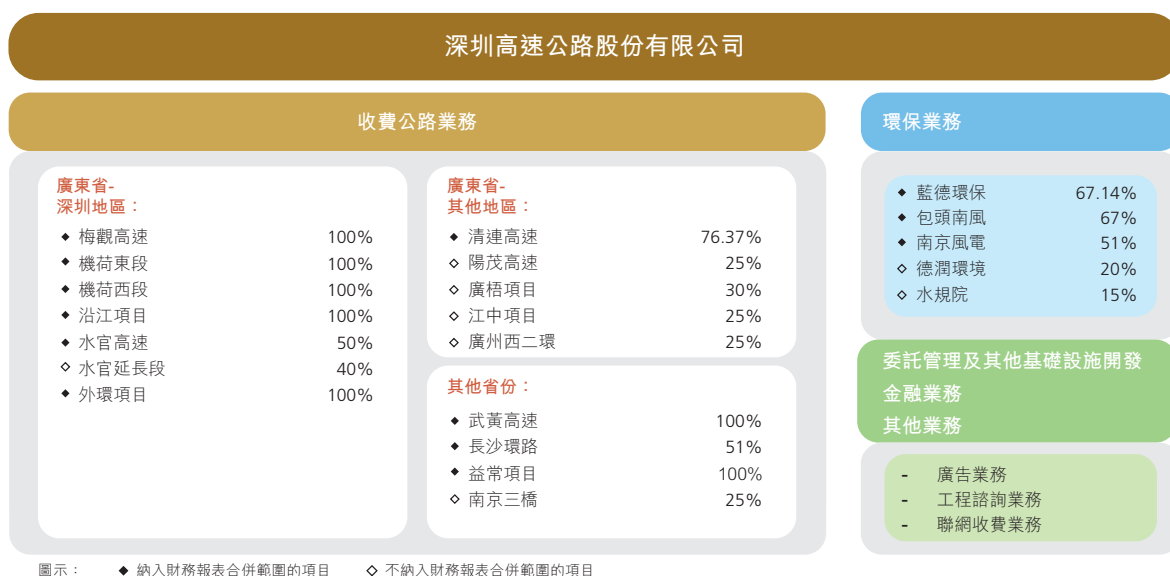 深圳高速公路股份有限公司
收費公路業務
廣東省-
深圳地區：
◆ 梅觀高速 100%
◆ 機荷東段 100%
◆ 機荷西段 100%
◆ 沿江項目 100%
◆ 水官高速 50%
◇ 水官延長段 40%
◆ 外環項目 100%
廣東省-
其他地區：
◆ 清連高速 76.37%
◇ 陽茂高速 25%
◇ 廣梧項目 30%
◇ 江中項目 25%
◇ 廣州西二環 25%
其他省份：
◆ 武黃高速 100%
◆ 長沙環路 51%
◆ 益常項目 100%
◇ 南京三橋 25%
環保業務
◆ 藍德環保 67.14%
◆ 包頭南風 67%
◆ 南京風電 51%
◇ 德潤環境 20%
◇ 水規院 15%
委託管理及其他基礎設施開發
金融業務
其他業務
- 廣告業務
- 工程諮詢業務
- 聯網收費業務
圖示： ◆ 納入財務報表合併範圍的項目 ◇ 不納入財務報表合併範圍的項目